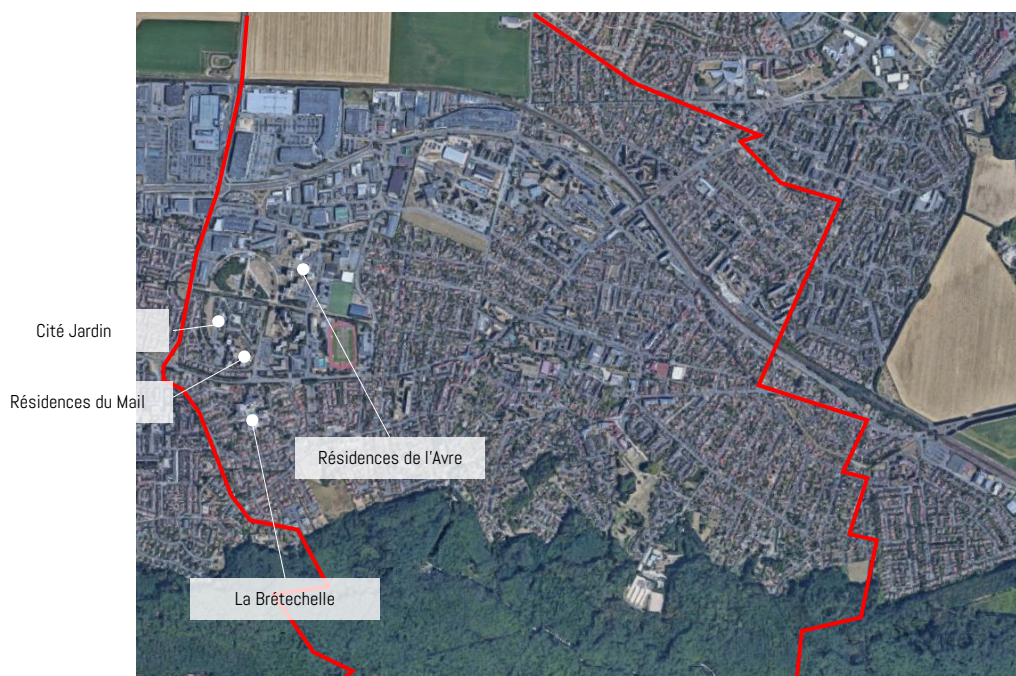 Cité Jardin
Résidences du Mail
Résidences de l'Avre
La Brétechelle